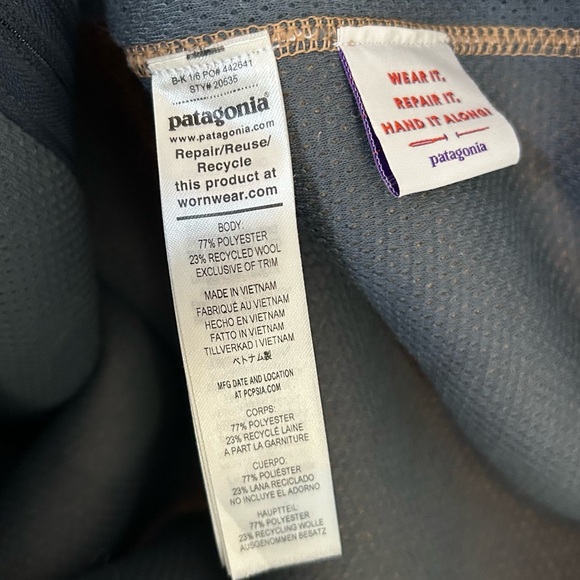 B-K 1/6 PO# 442641
STY# 20535
patagonia®
www.patagonia.com
Repair/Reuse/
Recycle
this product at
wornwear.com
BODY:
77% POLYESTER
23% RECYCLED WOOL
EXCLUSIVE OF TRIM
MADE IN VIETNAM
FABRIQUÉ AU VIETNAM
HECHO EN VIETNAM
FATTO IN VIETNAM
TILLVERKAD I VIETNAM
ベトナム製
MFG DATE AND LOCATION
AT PCPSIA.COM
CORPS:
77% POLYESTER
23% RECYCLÉ LAINE
A PART LA GARNITURE
CUERPO:
77% POLIÉSTER
23% LANA RECICLADO
NO INCLUYE EL ADORNO
HAUPTTEIL:
77% POLYESTER
23% RECYCLING WOLLE
AUSGENOMMEN BESATZ
WEAR IT,
REPAIR IT,
HAND IT ALONG!
patagonia